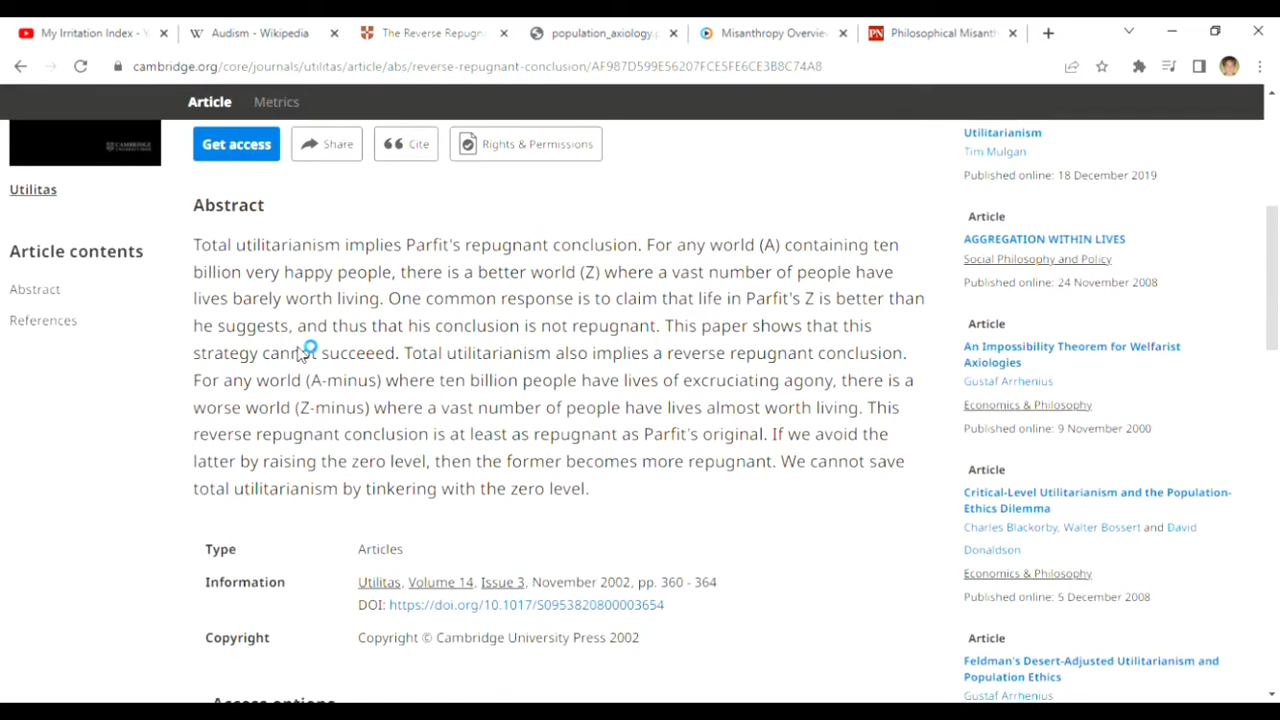 My Irritation Index - Y
Audism - Wikipedia
The Reverse Repugn
population_axiology.p
Misanthropy Overvie
PN Philosophical Misant
cambridge.org/core/journals/utilitas/article/abs/reverse-repugnant-conclusion/AF987D599E56207FCE5FE6CE3B8C74A8
Article Metrics
CAMBRIDGE
Get access Share Cite Rights & Permissions
Utilitas
Article contents
Abstract
References
Abstract
Total utilitarianism implies Parfit's repugnant conclusion. For any world (A) containing ten
billion very happy people, there is a better world (Z) where a vast number of people have
lives barely worth living. One common response is to claim that life in Parfit's Z is better than
he suggests, and thus that his conclusion is not repugnant. This paper shows that this
strategy cannot succeeed. Total utilitarianism also implies a reverse repugnant conclusion.
For any world (A-minus) where ten billion people have lives of excruciating agony, there is a
worse world (Z-minus) where a vast number of people have lives almost worth living. This
reverse repugnant conclusion is at least as repugnant as Parfit's original. If we avoid the
latter by raising the zero level, then the former becomes more repugnant. We cannot save
total utilitarianism by tinkering with the zero level.
Type Articles
Information Utilitas, Volume 14, Issue 3, November 2002, pp. 360 - 364
DOI: https://doi.org/10.1017/S0953820800003654
Copyright Copyright © Cambridge University Press 2002
Access options
Utilitarianism
Tim Mulgan
Published online: 18 December 2019
Article
AGGREGATION WITHIN LIVES
Social Philosophy and Policy
Published online: 24 November 2008
Article
An Impossibility Theorem for Welfarist
Axiologies
Gustaf Arrhenius
Economics & Philosophy
Published online: 9 November 2000
Article
Critical-Level Utilitarianism and the Population-
Ethics Dilemma
Charles Blackorby, Walter Bossert and David
Donaldson
Economics & Philosophy
Published online: 5 December 2008
Article
Feldman's Desert-Adjusted Utilitarianism and
Population Ethics
Gustaf Arrhenius